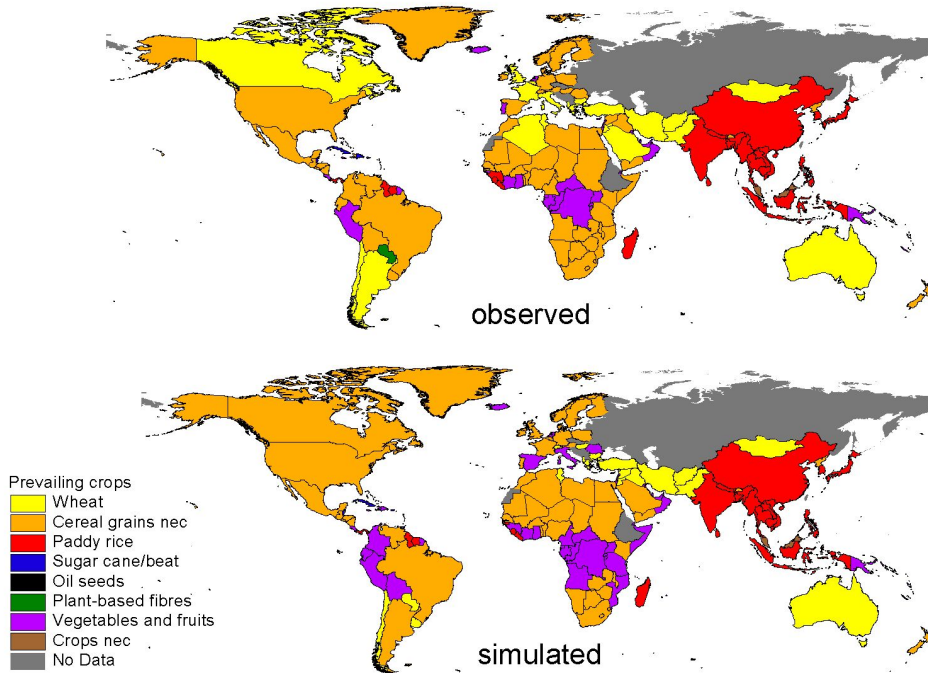 observed
Prevailing crops
Wheat
Cereal grains nec
Paddy rice
Sugar cane/beat
Oil seeds
Plant-based fibres
Vegetables and fruits
Crops nec
No Data
simulated